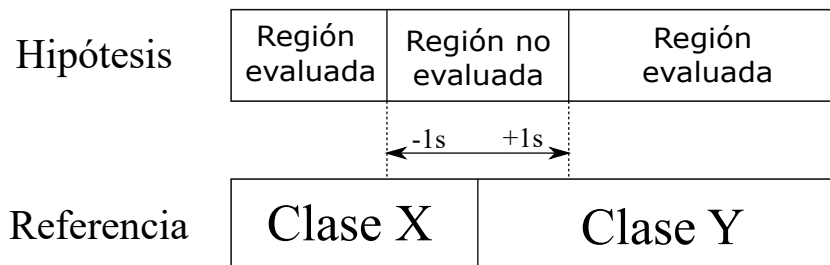 Hipótesis
Región
evaluada
Región no
evaluada
Región
evaluada
-1s
+1s
Referencia
Clase X
Clase Y